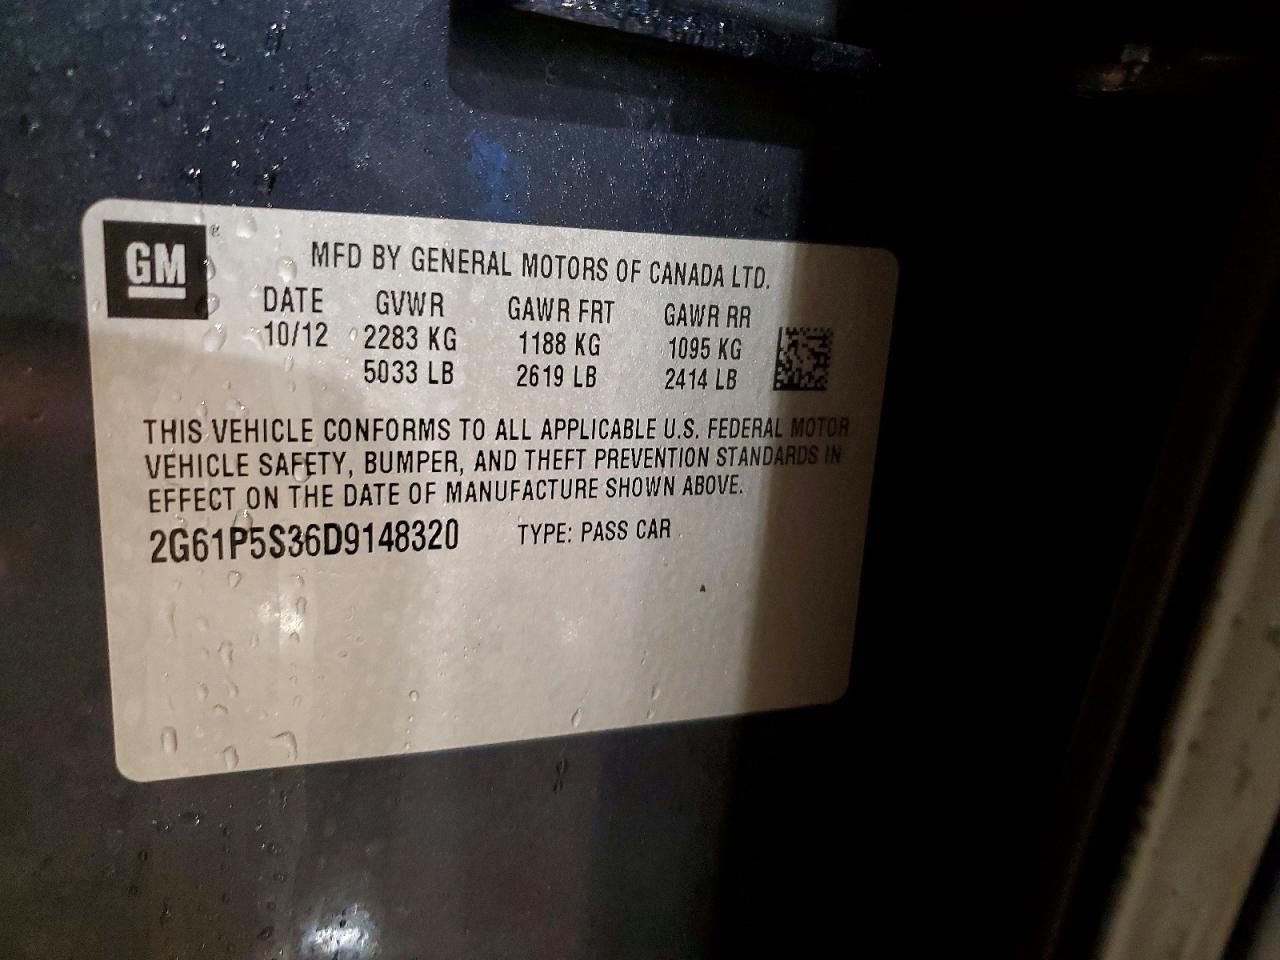 GM ®
MFD BY GENERAL MOTORS OF CANADA LTD.
DATE GVWR GAWR FRT GAWR RR
10/12 2283 KG 1188 KG 1095 KG
5033 LB 2619 LB 2414 LB
THIS VEHICLE CONFORMS TO ALL APPLICABLE U.S. FEDERAL MOTOR
VEHICLE SAFETY, BUMPER, AND THEFT PREVENTION STANDARDS IN
EFFECT ON THE DATE OF MANUFACTURE SHOWN ABOVE.
2G61P5S36D9148320 TYPE: PASS CAR